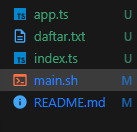 app.ts U
daftar.txt U
index.ts U
main.sh M
README.md M